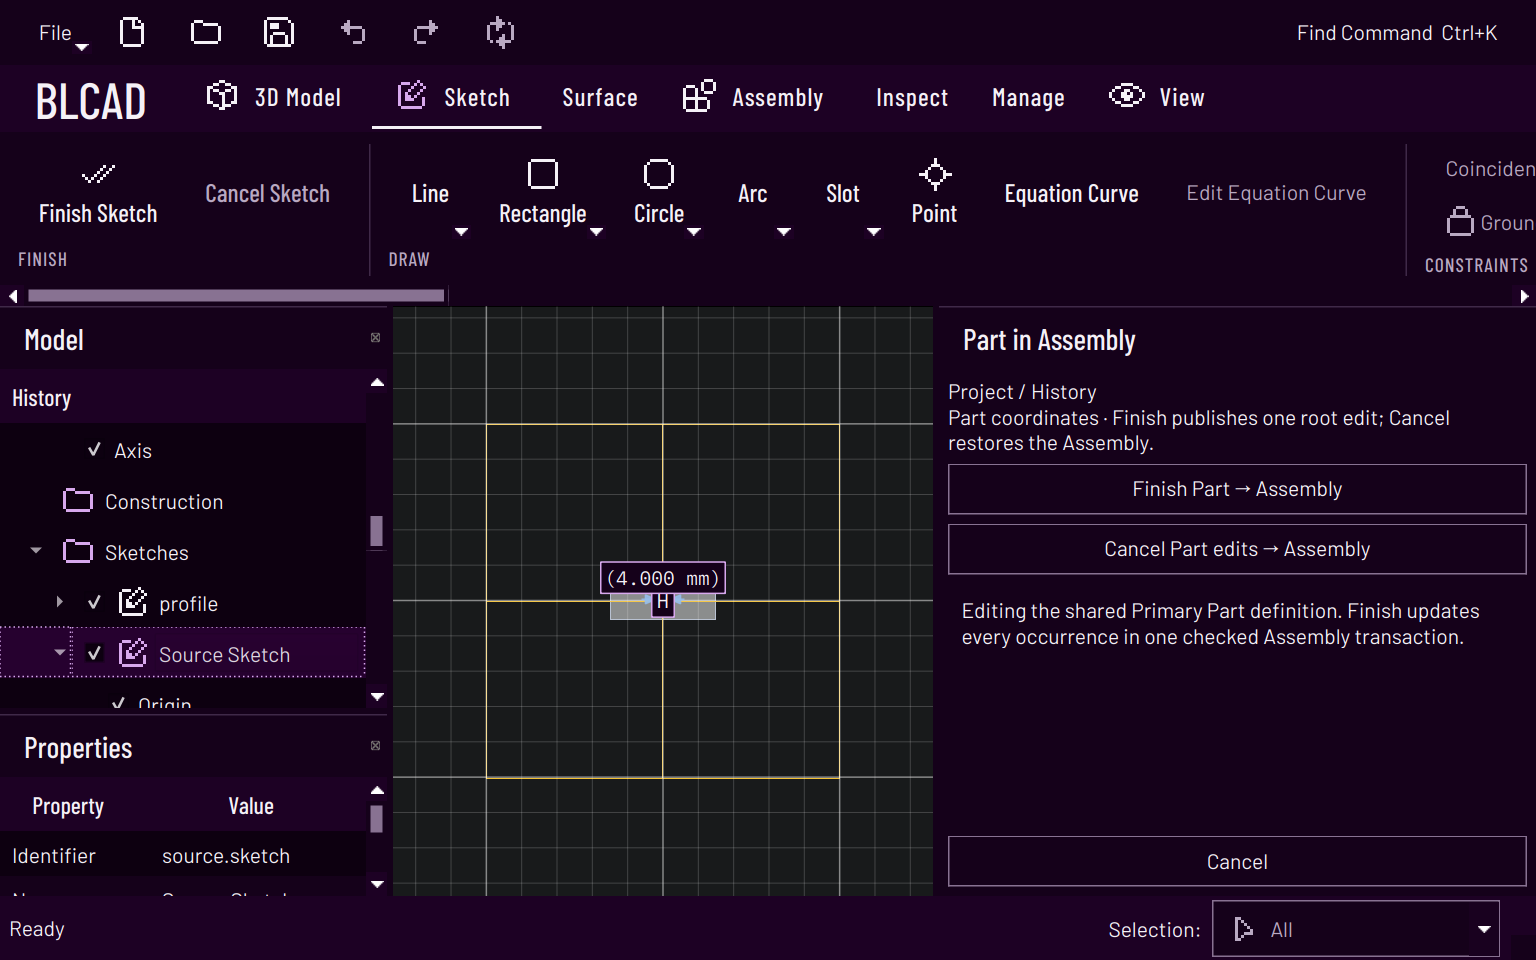 File
Find Command Ctrl+K
BLCAD
3D Model
Sketch
Surface
Assembly
Inspect
Manage
View
Finish Sketch
Cancel Sketch
FINISH
Line
Rectangle
Circle
Arc
Slot
Point
Equation Curve
Edit Equation Curve
DRAW
Coinciden
Groun
CONSTRAINTS
Model
History
Axis
Construction
Sketches
profile
Source Sketch
Origin
Properties
Property Value
Identifier source.sketch
(4.000 mm)
H
Part in Assembly
Project / History
Part coordinates · Finish publishes one root edit; Cancel
restores the Assembly.
Finish Part → Assembly
Cancel Part edits → Assembly
Editing the shared Primary Part definition. Finish updates
every occurrence in one checked Assembly transaction.
Cancel
Ready
Selection:
All